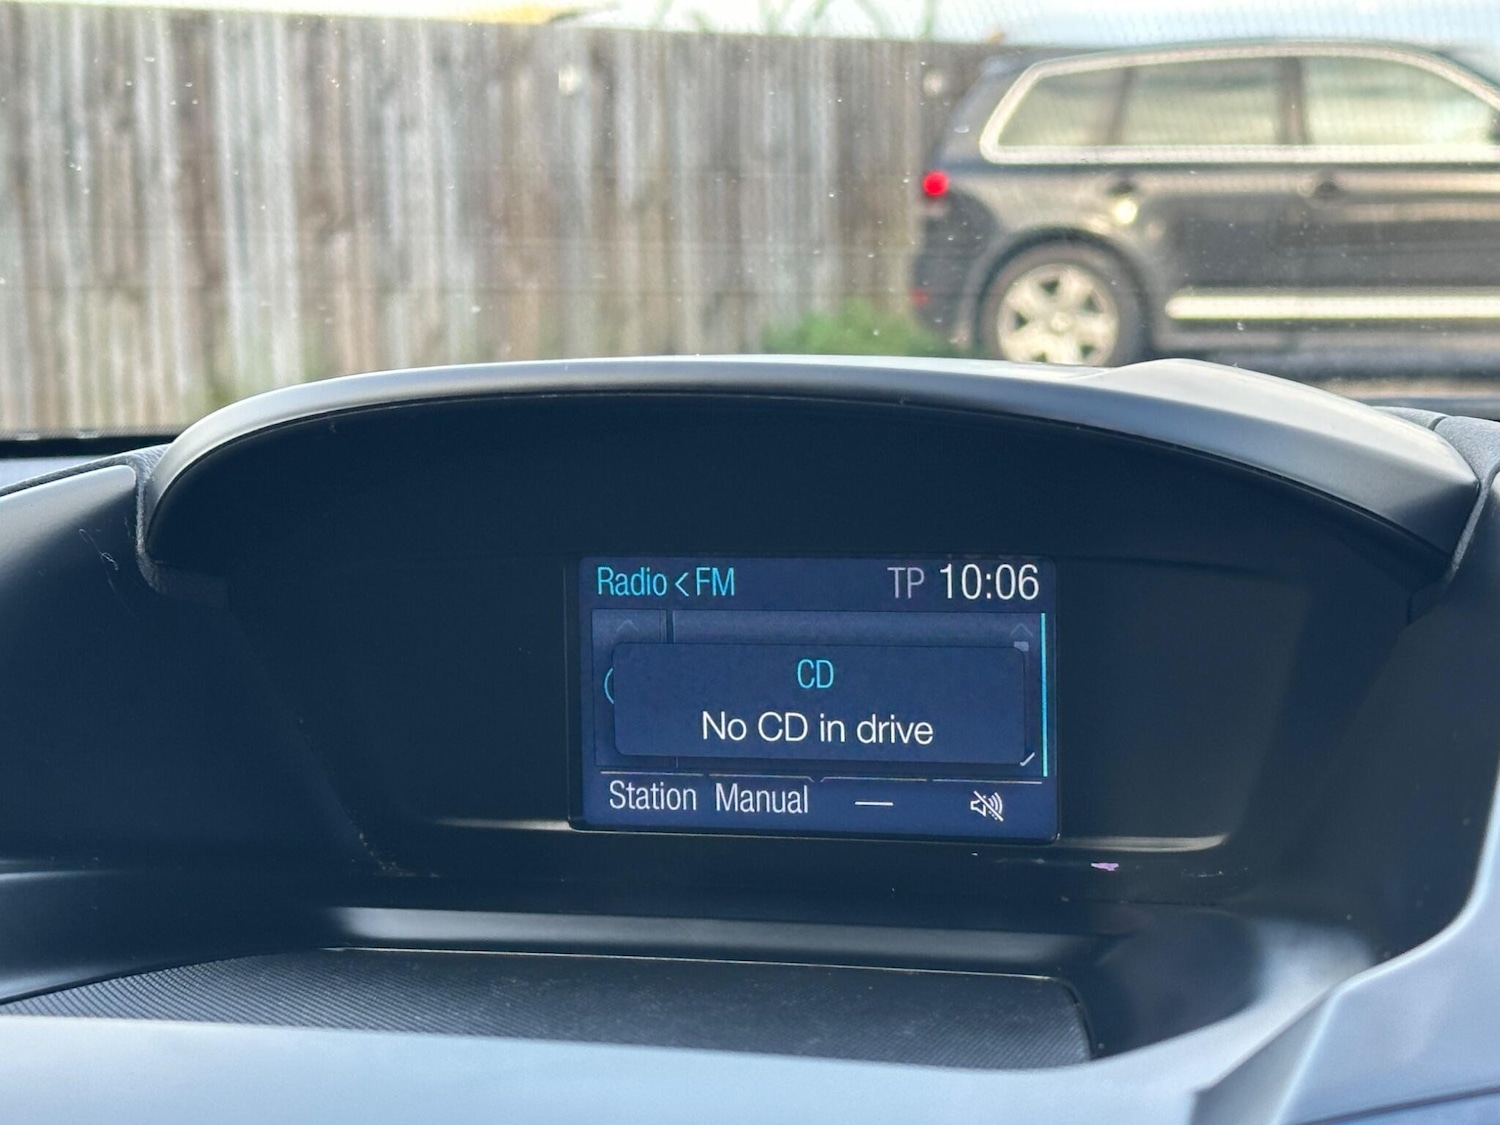 Radio < FM TP 10:06
CD
No CD in drive
Station Manual —